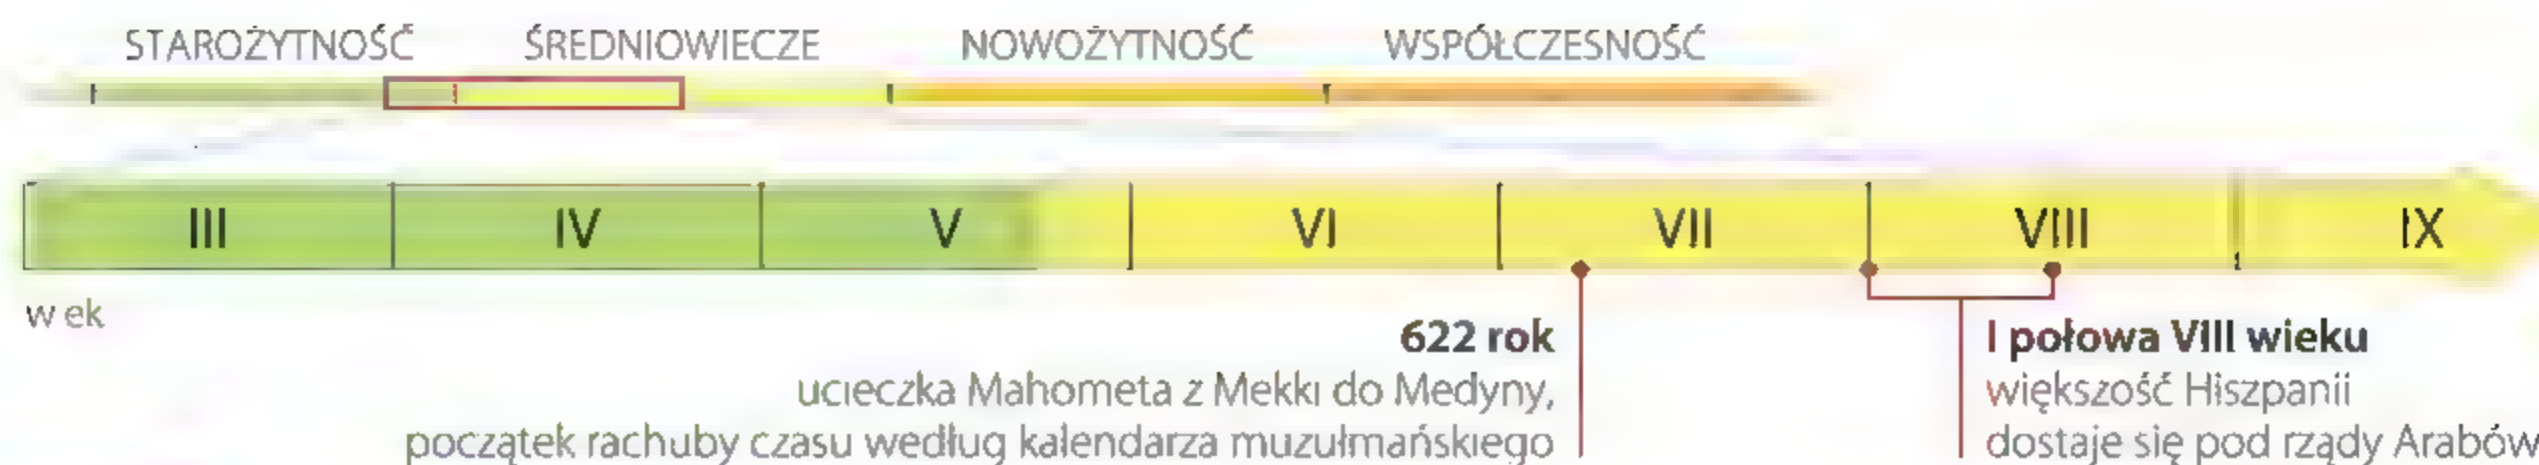 STAROŻYTNOŚĆ ŚREDNIOWIECZE NOWOŻYTNOŚĆ WSPÓŁCZESNOŚĆ
III IV V VI VII VIII IX
w ek
622 rok
ucieczka Mahometa z Mekki do Medyny,
początek rachuby czasu według kalendarza muzułmańskiego
I połowa VIII wieku
większość Hiszpanii
dostaje się pod rządy Arabów